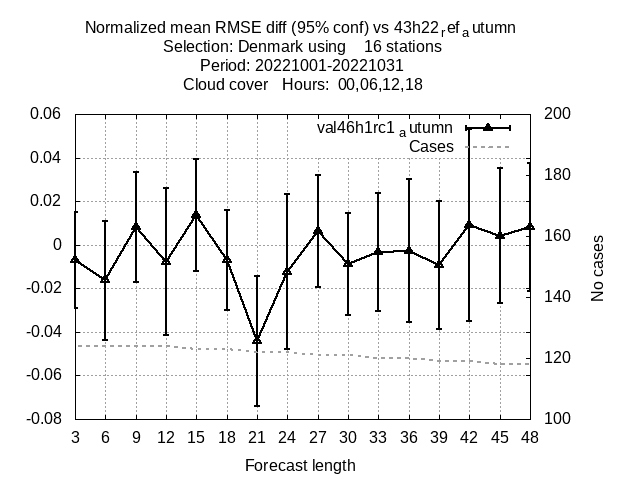 Normalized mean RMSE diff (95% conf) vs 43h22ᵣefₐutumn
Selection: Denmark using    16 stations
Period: 20221001-20221031
Cloud cover   Hours:  00,06,12,18
0.06
0.04
0.02
0
-0.02
-0.04
-0.06
-0.08
val46h1rc1ₐutumn
Cases
200
180
160
140
120
100
No cases
3 6 9 12 15 18 21 24 27 30 33 36 39 42 45 48
Forecast length